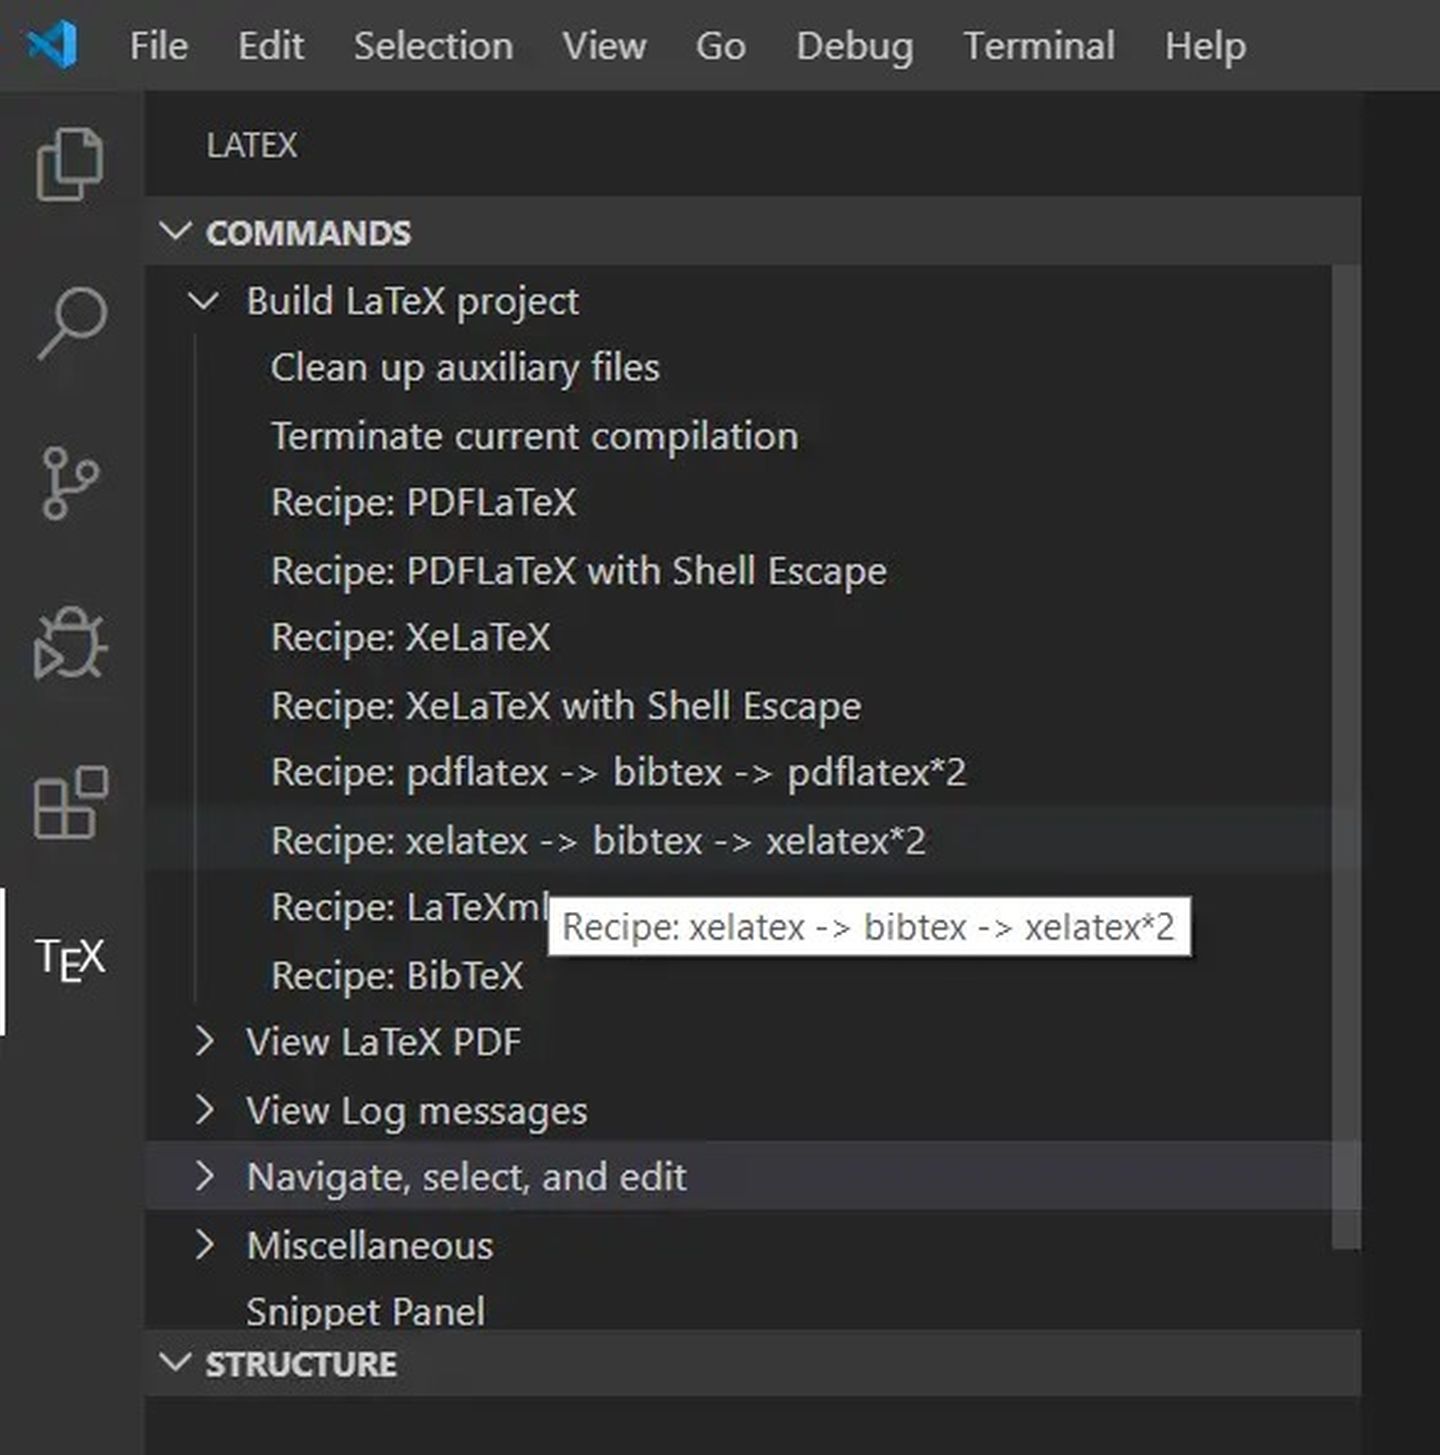 File Edit Selection View Go Debug Terminal Help
LATEX
COMMANDS
Build LaTeX project
Clean up auxiliary files
Terminate current compilation
Recipe: PDFLaTeX
Recipe: PDFLaTeX with Shell Escape
Recipe: XeLaTeX
Recipe: XeLaTeX with Shell Escape
Recipe: pdflatex -> bibtex -> pdflatex*2
Recipe: xelatex -> bibtex -> xelatex*2
Recipe: LaTeXml
Recipe: xelatex -> bibtex -> xelatex*2
Recipe: BibTeX
TEX
View LaTeX PDF
View Log messages
Navigate, select, and edit
Miscellaneous
Snippet Panel
STRUCTURE